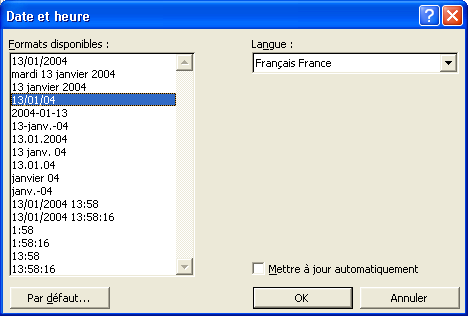 Date et heure
Formats disponibles :
Langue :
13/01/2004
mardi 13 janvier 2004
13 janvier 2004
13/01/04
2004-01-13
13-janv.-04
13.01.2004
13 janv. 04
13.01.04
janvier 04
janv.-04
13/01/2004 13:58
13/01/2004 13:58:16
1:58
1:58:16
13:58
13:58:16
Français France
Mettre à jour automatiquement
Par défaut...
OK
Annuler